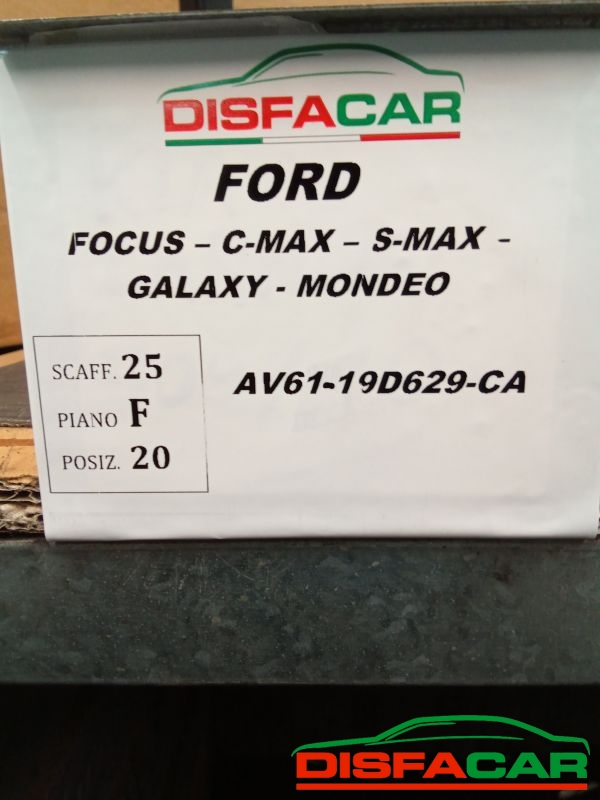 DISFACAR
FORD
FOCUS – C-MAX – S-MAX -
GALAXY - MONDEO
SCAFF. 25
PIANO F
POSIZ. 20
AV61-19D629-CA
DISFACAR